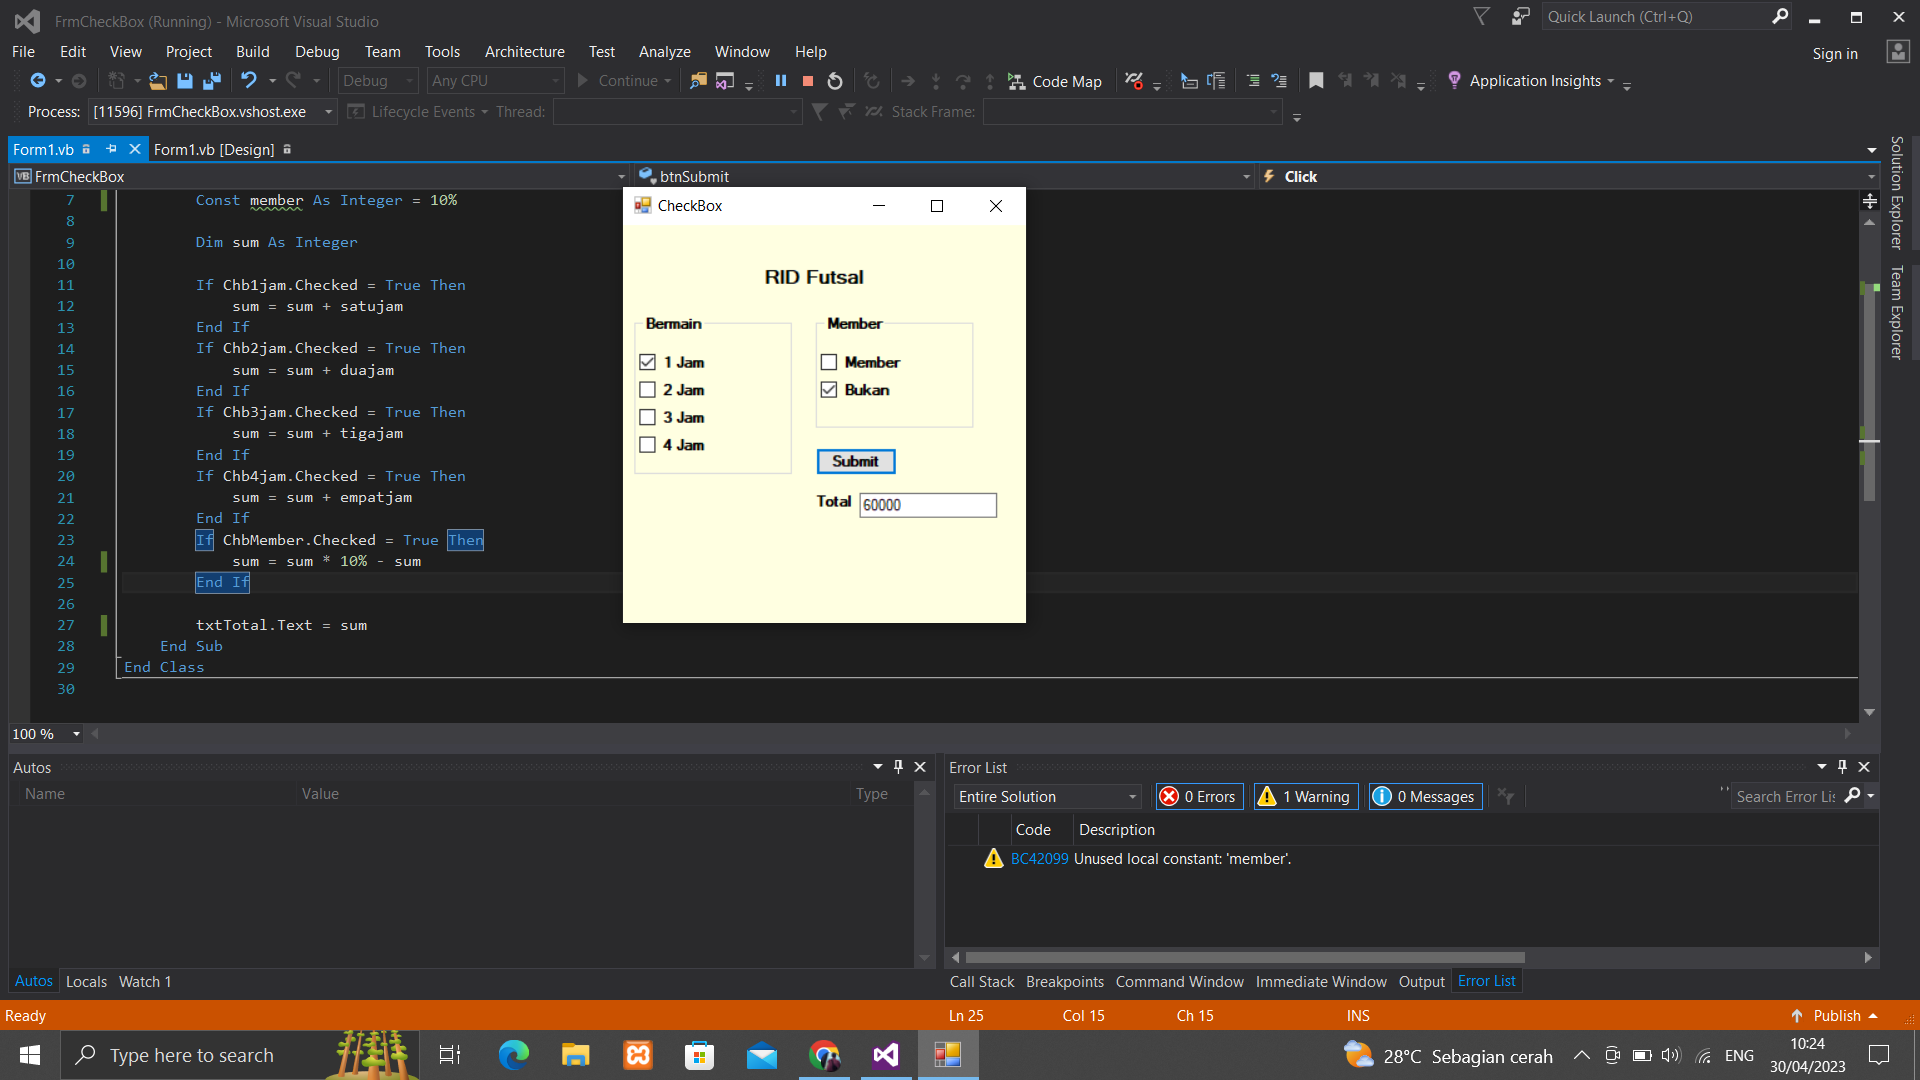 FrmCheckBox (Running) - Microsoft Visual Studio
Quick Launch (Ctrl+Q)
File Edit View Project Build Debug Team Tools Architecture Test Analyze Window Help
Sign in
Debug Any CPU Continue Code Map Application Insights
Process: [11596] FrmCheckBox.vshost.exe Lifecycle Events Thread: Stack Frame:
Form1.vb Form1.vb [Design]
FrmCheckBox btnSubmit Click
Solution Explorer
Team Explorer
7 Const member As Integer = 10%
8
9 Dim sum As Integer
10
11 If Chb1jam.Checked = True Then
12 sum = sum + satujam
13 End If
14 If Chb2jam.Checked = True Then
15 sum = sum + duajam
16 End If
17 If Chb3jam.Checked = True Then
18 sum = sum + tigajam
19 End If
20 If Chb4jam.Checked = True Then
21 sum = sum + empatjam
22 End If
23 If ChbMember.Checked = True Then
24 sum = sum * 10% - sum
25 End If
26
27 txtTotal.Text = sum
28 End Sub
29 End Class
30
CheckBox
RID Futsal
Bermain
1 Jam
2 Jam
3 Jam
4 Jam
Member
Member
Bukan
Submit
Total 60000
100 %
Autos
Name Value Type
Autos Locals Watch 1
Error List
Entire Solution 0 Errors 1 Warning 0 Messages Search Error Lis
Code Description
BC42099 Unused local constant: 'member'.
Call Stack Breakpoints Command Window Immediate Window Output Error List
Ready Ln 25 Col 15 Ch 15 INS Publish
Type here to search
28°C Sebagian cerah ENG
10:24
30/04/2023